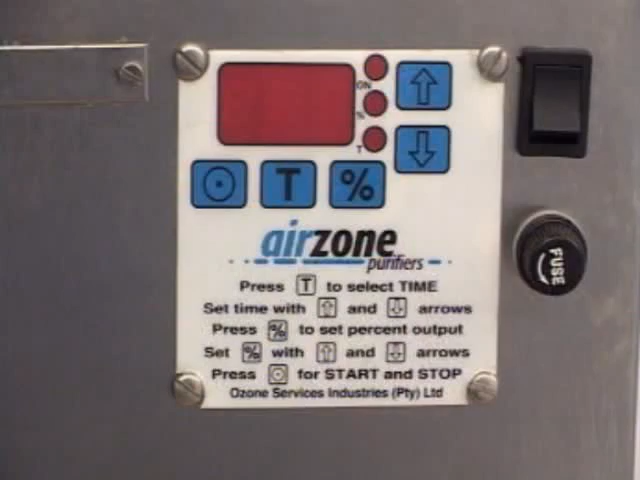 ON
%
T
T %
airzone
purifiers
Press T to select TIME
Set time with ⇧ and ⇩ arrows
Press % to set percent output
Set % with ⇧ and ⇩ arrows
Press ⊙ for START and STOP
Ozone Services Industries (Pty) Ltd
FUSE